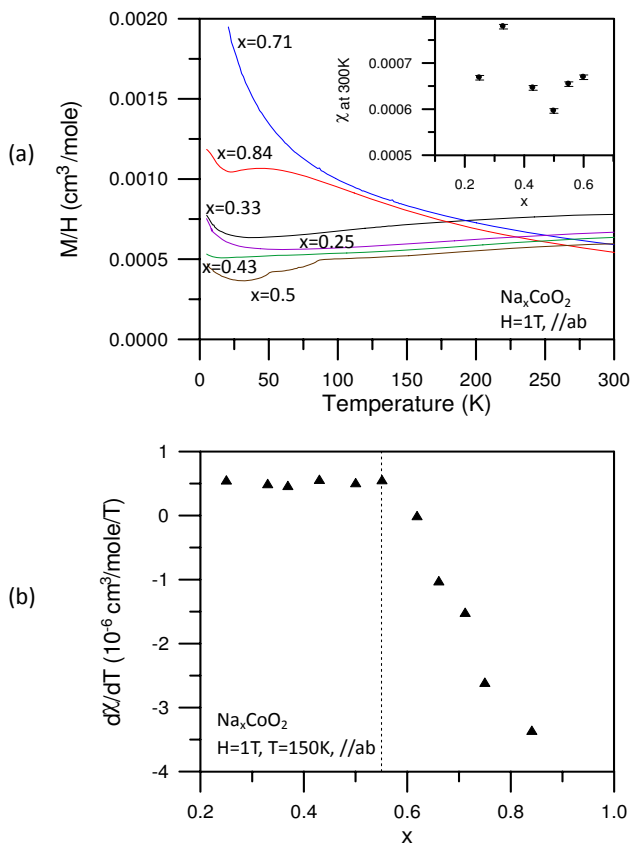 (a)
M/H (cm³/mole)
0.0020
0.0015
0.0010
0.0005
0.0000
x=0.71
x=0.84
x=0.33
x=0.25
x=0.43
x=0.5
0 50 100 150 200 250 300
Temperature (K)
NaₓCoO₂
H=1T, //ab
χ at 300K
0.0007
0.0006
0.0005
0.2 0.4 0.6
x
(b)
dχ/dT (10⁻⁶ cm³/mole/T)
1
0
-1
-2
-3
-4
NaₓCoO₂
H=1T, T=150K, //ab
0.2 0.4 0.6 0.8 1.0
x